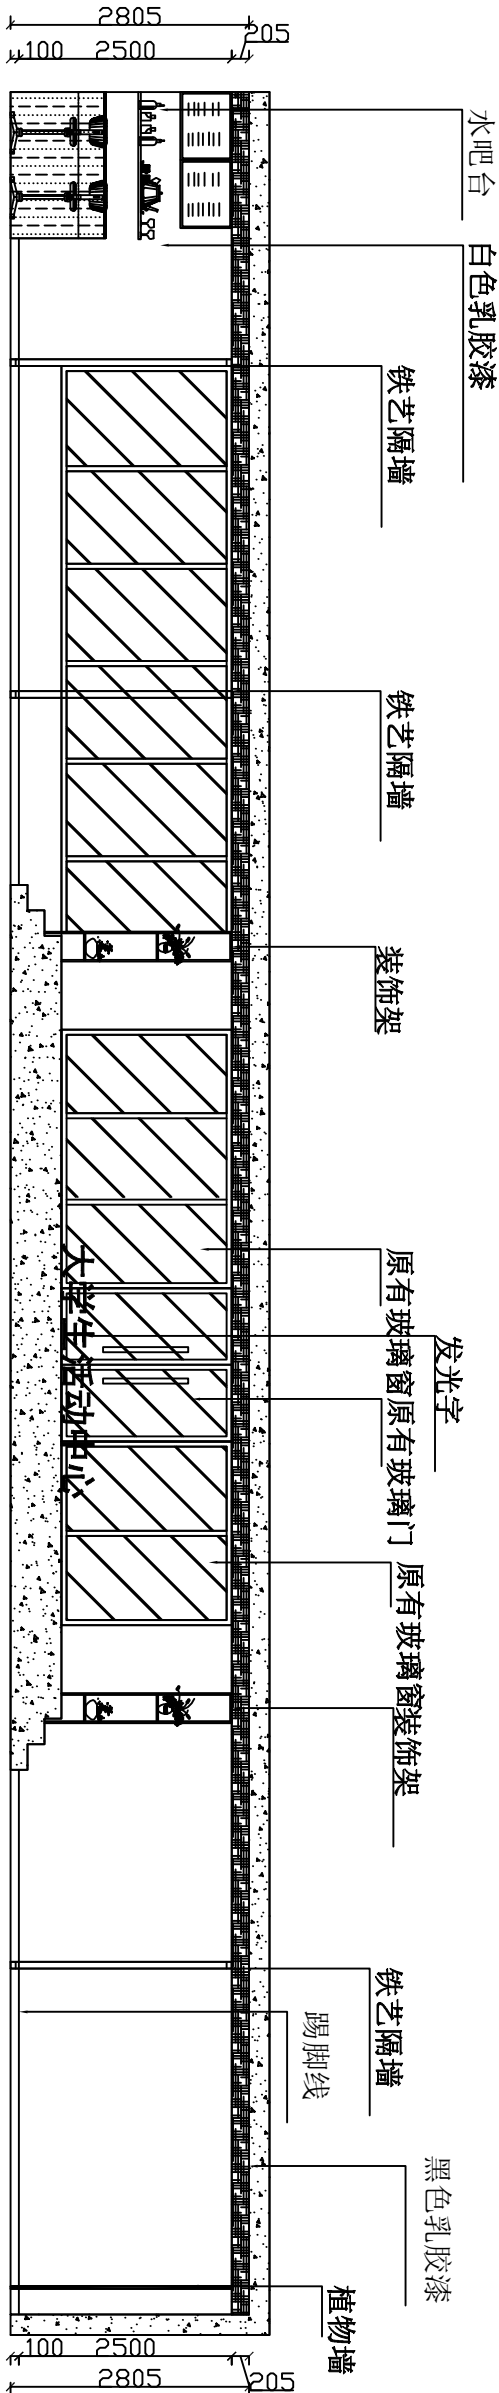 2805
100 2500 205
水吧台
白色乳胶漆
铁艺隔墙
铁艺隔墙
装饰架
原有玻璃窗
发光字
原有玻璃门
大学生活动中心
原有玻璃窗
装饰架
铁艺隔墙
踢脚线
黑色乳胶漆
植物墙
100 2500 205
2805